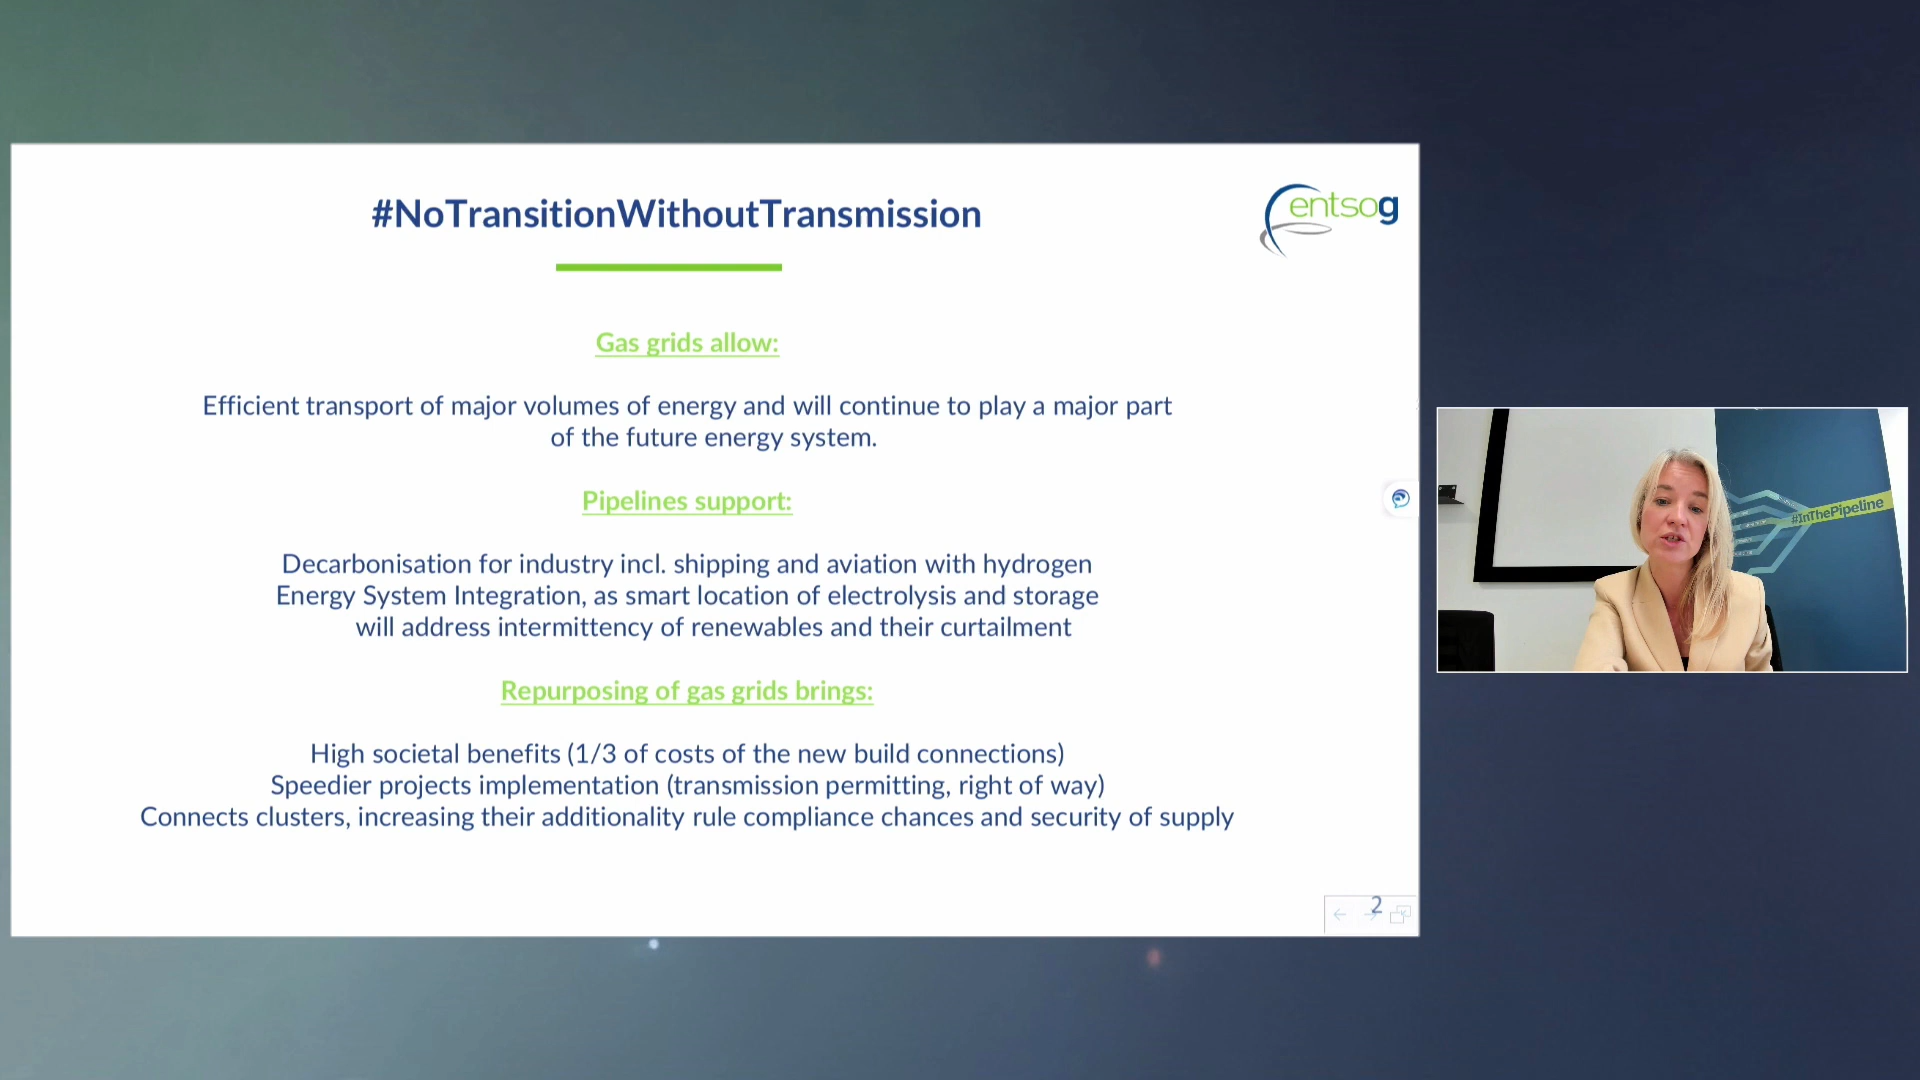 #NoTransitionWithoutTransmission
entsog
Gas grids allow:
Efficient transport of major volumes of energy and will continue to play a major part
of the future energy system.
Pipelines support:
Decarbonisation for industry incl. shipping and aviation with hydrogen
Energy System Integration, as smart location of electrolysis and storage
will address intermittency of renewables and their curtailment
Repurposing of gas grids brings:
High societal benefits (1/3 of costs of the new build connections)
Speedier projects implementation (transmission permitting, right of way)
Connects clusters, increasing their additionality rule compliance chances and security of supply
2
#InThePipeline